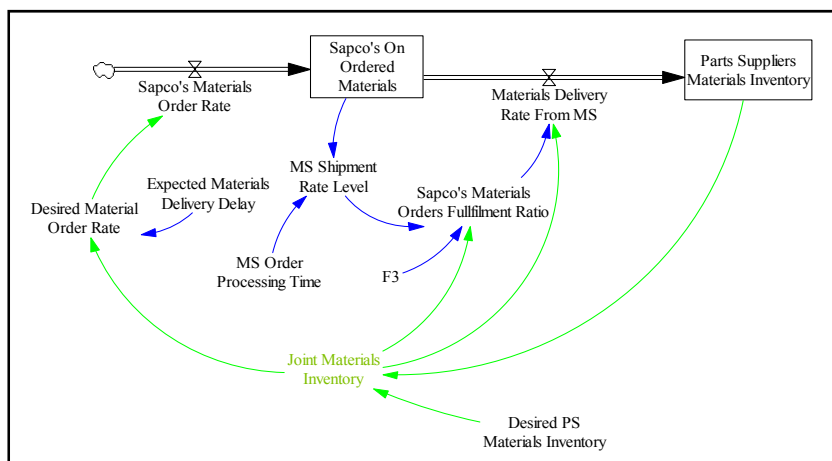 Sapco's On
Ordered
Materials
Parts Suppliers
Materials Inventory
Sapco's Materials
Order Rate
Materials Delivery
Rate From MS
MS Shipment
Rate Level
Expected Materials
Delivery Delay
Sapco's Materials
Orders Fullfilment Ratio
Desired Material
Order Rate
MS Order
Processing Time
F3
Joint Materials
Inventory
Desired PS
Materials Inventory